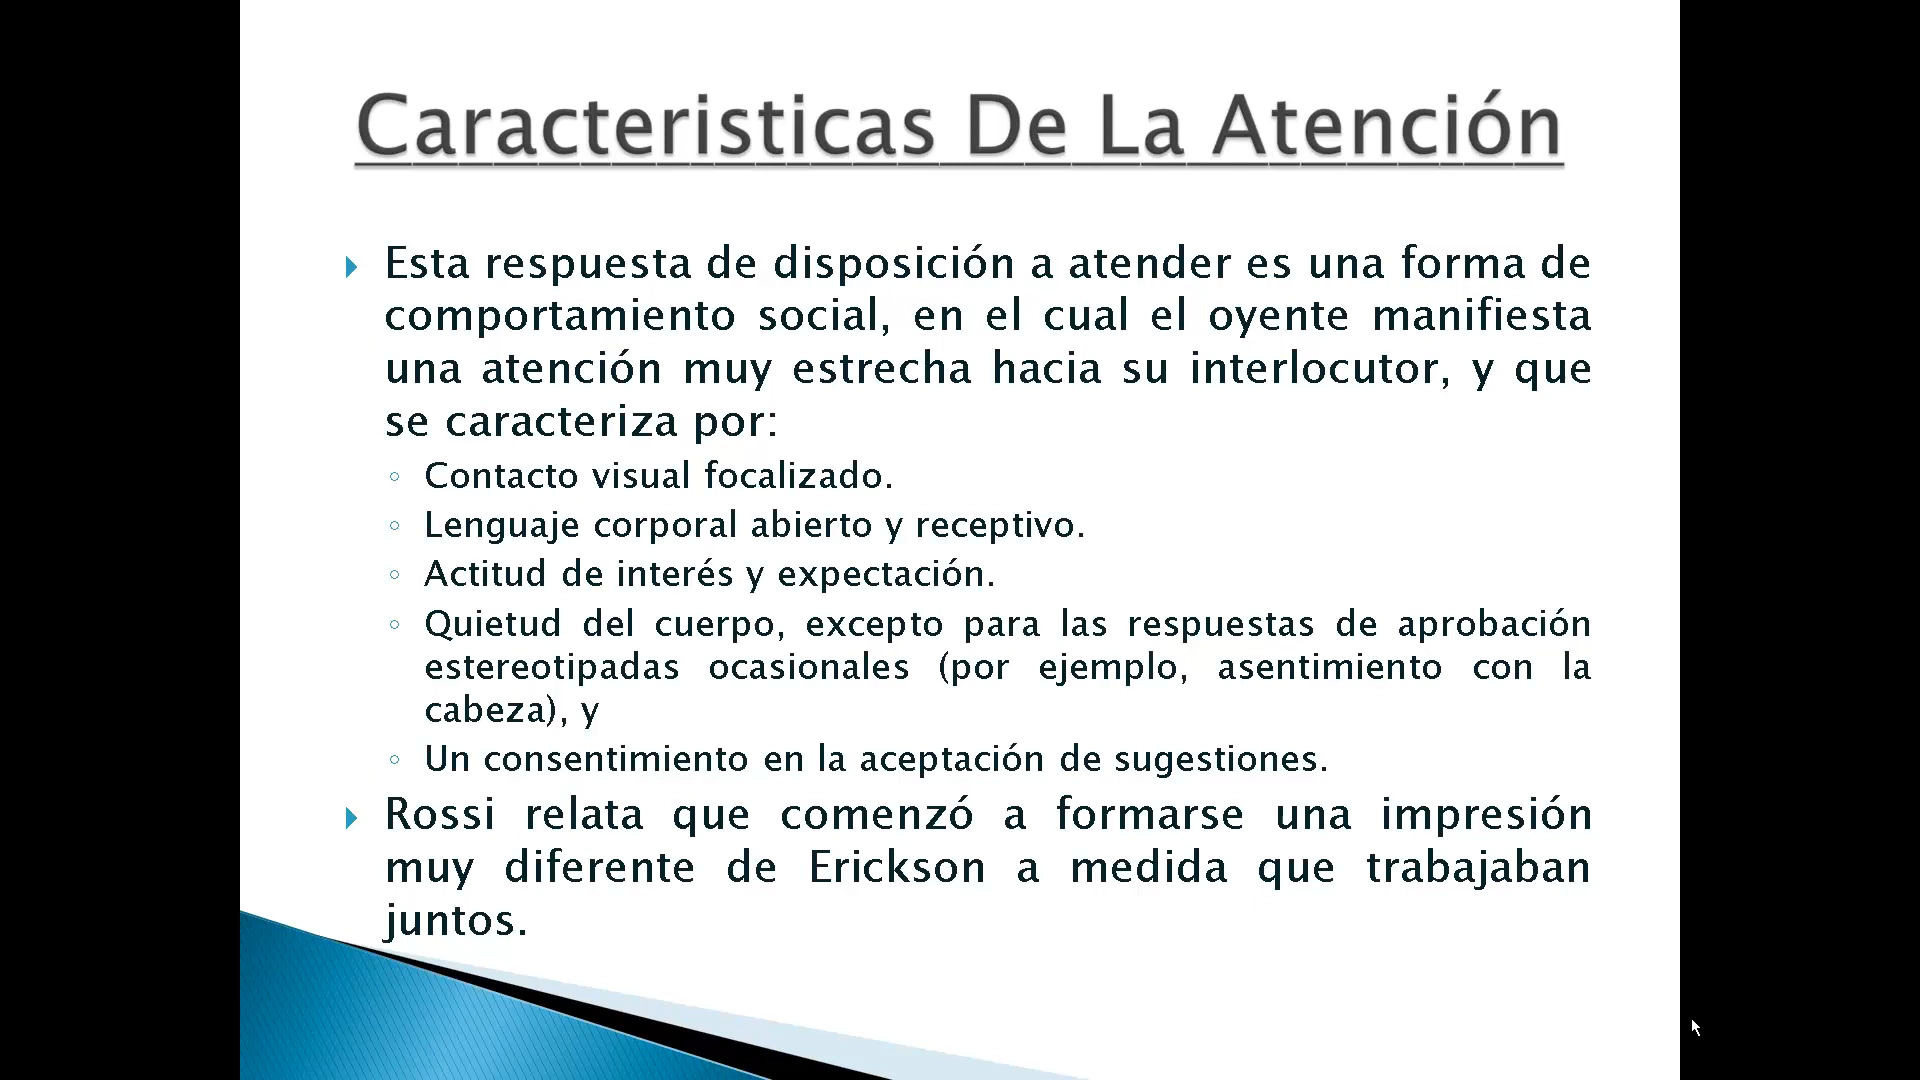 Caracteristicas De La Atención
Esta respuesta de disposición a atender es una forma de
comportamiento social, en el cual el oyente manifiesta
una atención muy estrecha hacia su interlocutor, y que
se caracteriza por:
Contacto visual focalizado.
Lenguaje corporal abierto y receptivo.
Actitud de interés y expectación.
Quietud del cuerpo, excepto para las respuestas de aprobación
estereotipadas ocasionales (por ejemplo, asentimiento con la
cabeza), y
Un consentimiento en la aceptación de sugestiones.
Rossi relata que comenzó a formarse una impresión
muy diferente de Erickson a medida que trabajaban
juntos.